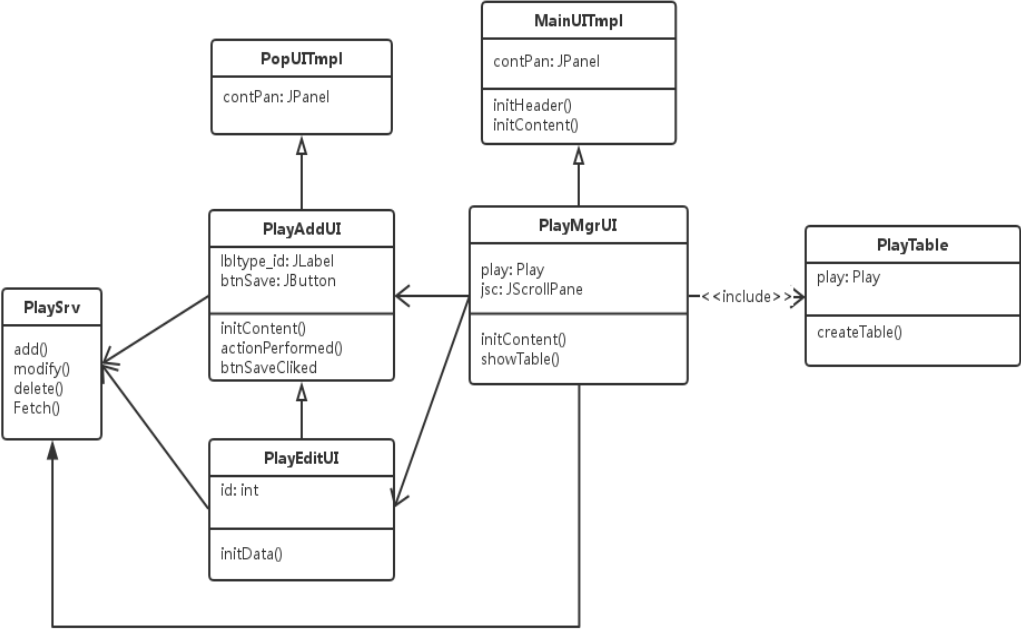 MainUITmpl
contPan: JPanel
initHeader()
initContent()
PopUITmpl
contPan: JPanel
PlayAddUI
lbltype_id: JLabel
btnSave: JButton
initContent()
actionPerformed()
btnSaveCliked
PlayMgrUI
play: Play
jsc: JScrollPane
initContent()
showTable()
<<include>>
PlayTable
play: Play
createTable()
PlaySrv
add()
modify()
delete()
Fetch()
PlayEditUI
id: int
initData()